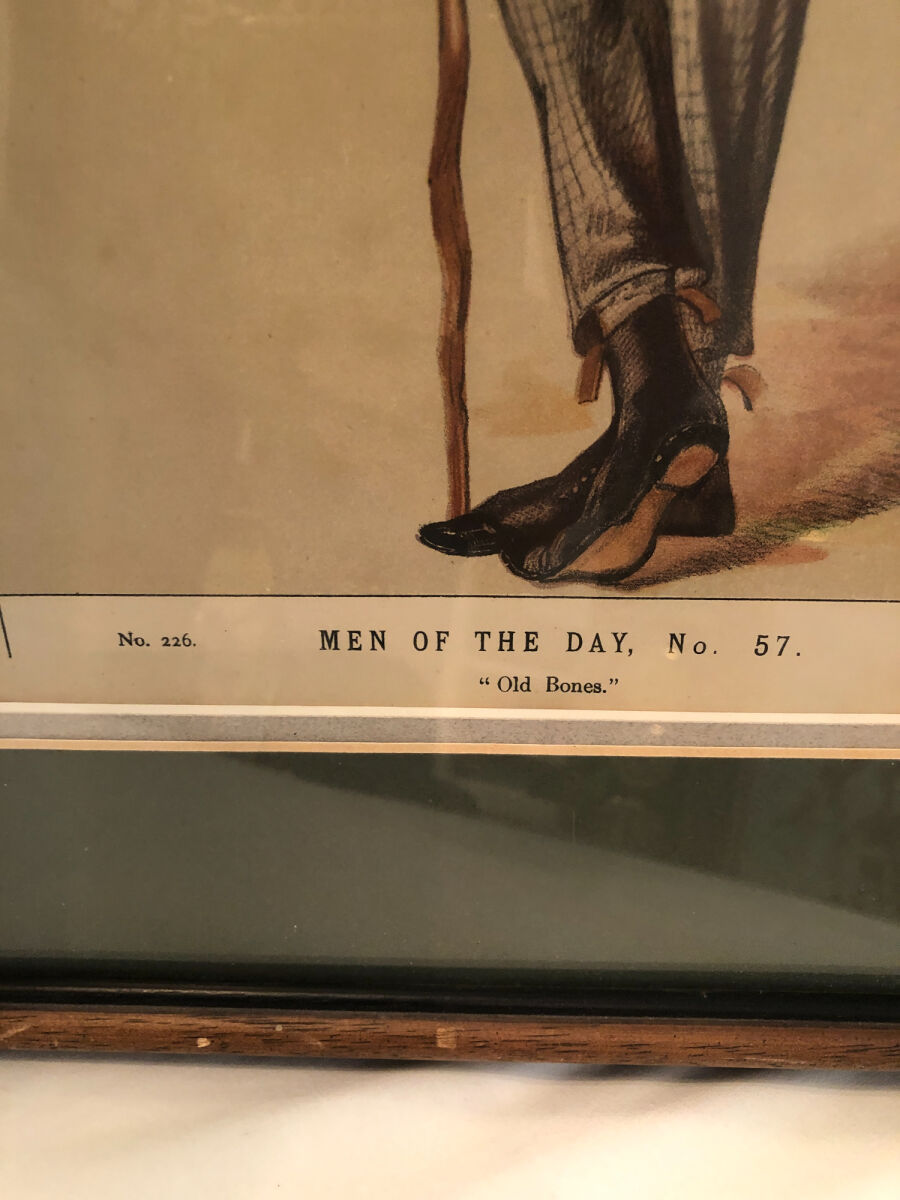 No. 226. MEN OF THE DAY, No. 57.
“Old Bones.”